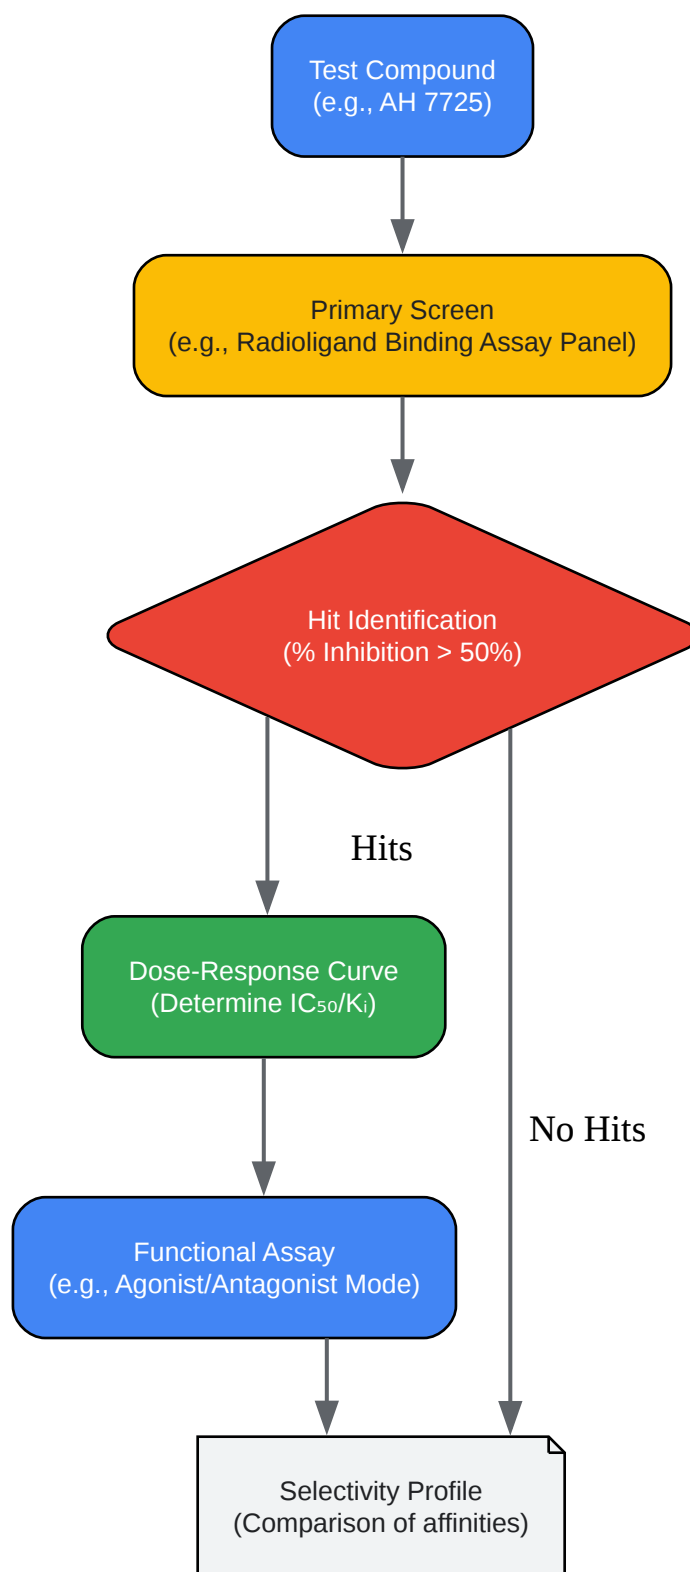 Test Compound
(e.g., AH 7725)
Primary Screen
(e.g., Radioligand Binding Assay Panel)
Hit Identification
(% Inhibition > 50%)
Hits
Dose-Response Curve
(Determine IC₅₀/Kᵢ)
No Hits
Functional Assay
(e.g., Agonist/Antagonist Mode)
Selectivity Profile
(Comparison of affinities)